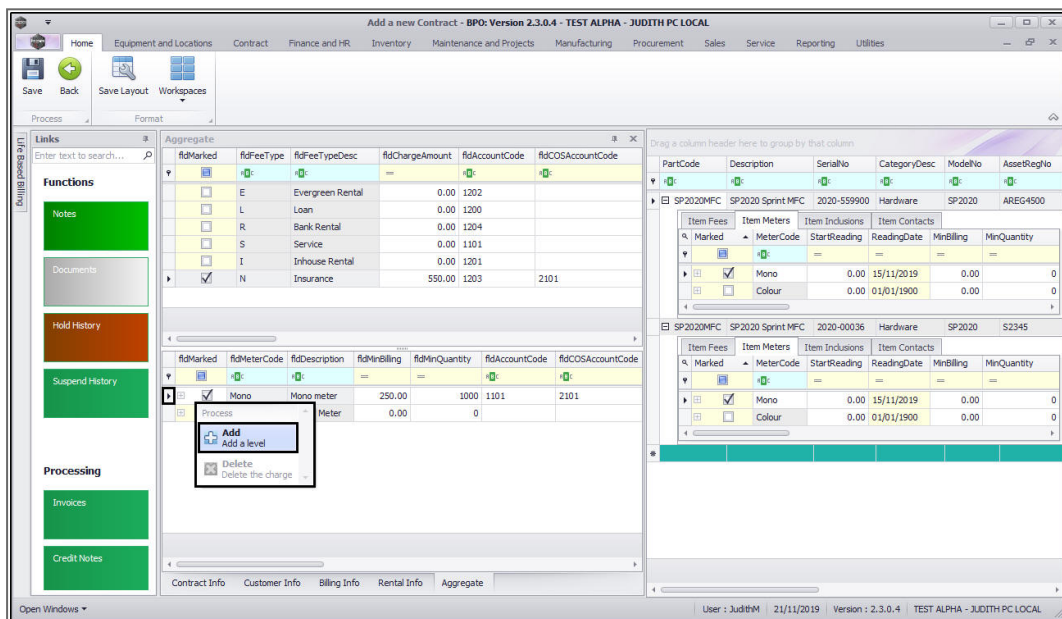 Add a new Contract - BPO: Version 2.3.0.4 - TEST ALPHA - JUDITH PC LOCAL
Home Equipment and Locations Contract Finance and HR Inventory Maintenance and Projects Manufacturing Procurement Sales Service Reporting Utilities
Save Back Save Layout Workspaces
Process Format
Life Based Billing
Links
Enter text to search...
Functions
Notes
Documents
Hold History
Suspend History
Processing
Invoices
Credit Notes
Aggregate
fldMarked fldFeeType fldFeeTypeDesc fldChargeAmount fldAccountCode fldCOSAccountCode
E Evergreen Rental 0.00 1202
L Loan 0.00 1200
R Bank Rental 0.00 1204
S Service 0.00 1101
I Inhouse Rental 0.00 1201
N Insurance 550.00 1203 2101
fldMarked fldMeterCode fldDescription fldMinBilling fldMinQuantity fldAccountCode fldCOSAccountCode
Mono Mono meter 250.00 1000 1101 2101
Meter 0.00 0
Process
Add
Add a level
Delete
Delete the charge
Contract Info Customer Info Billing Info Rental Info Aggregate
Drag a column header here to group by that column
PartCode Description SerialNo CategoryDesc ModelNo AssetRegNo
SP2020MFC SP2020 Sprint MFC 2020-559900 Hardware SP2020 AREG4500
Item Fees Item Meters Item Inclusions Item Contacts
Marked MeterCode StartReading ReadingDate MinBilling MinQuantity
Mono 0.00 15/11/2019 0.00 0
Colour 0.00 01/01/1900 0.00 0
SP2020MFC SP2020 Sprint MFC 2020-00036 Hardware SP2020 S2345
Item Fees Item Meters Item Inclusions Item Contacts
Marked MeterCode StartReading ReadingDate MinBilling MinQuantity
Mono 0.00 15/11/2019 0.00 0
Colour 0.00 01/01/1900 0.00 0
Open Windows
User : JudithM 21/11/2019 Version : 2.3.0.4 TEST ALPHA - JUDITH PC LOCAL